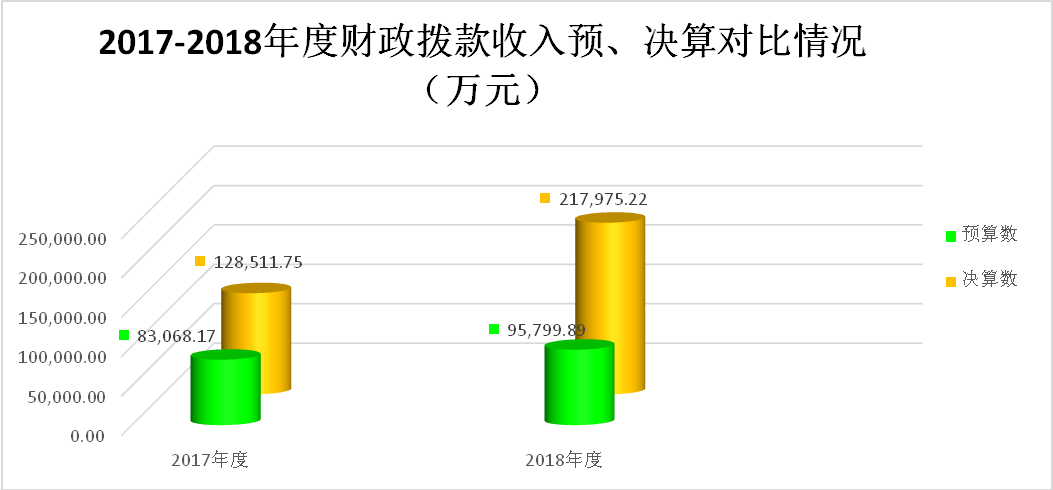 2017-2018年度财政拨款收入预、决算对比情况
（万元）
250,000.00
200,000.00
150,000.00
100,000.00
50,000.00
0.00
83,068.17
128,511.75
95,799.89
217,975.22
2017年度
2018年度
预算数
决算数